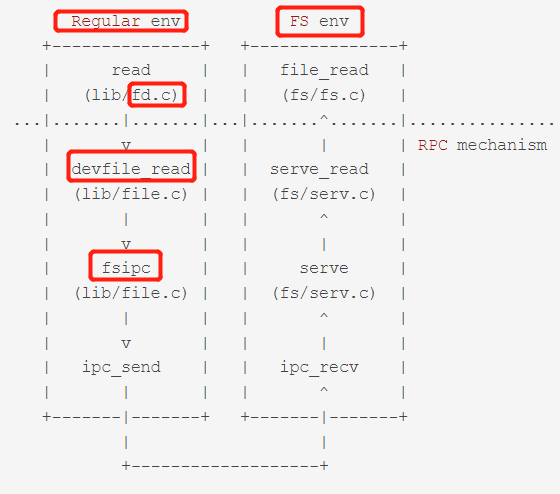 Regular env FS env
+---------------+ +---------------+
| read | | file_read |
| (lib/fd.c) | | (fs/fs.c) |
...|.......|.......|...|.......^.......|...............
| v | | | | RPC mechanism
| devfile_read | | serve_read |
| (lib/file.c) | | (fs/serv.c) |
| | | | ^ |
| v | | | |
| fsipc | | serve |
| (lib/file.c) | | (fs/serv.c) |
| | | | ^ |
| v | | | |
| ipc_send | | ipc_recv |
| | | | ^ |
+-------|-------+ +-------|-------+
| |
+-------------------+